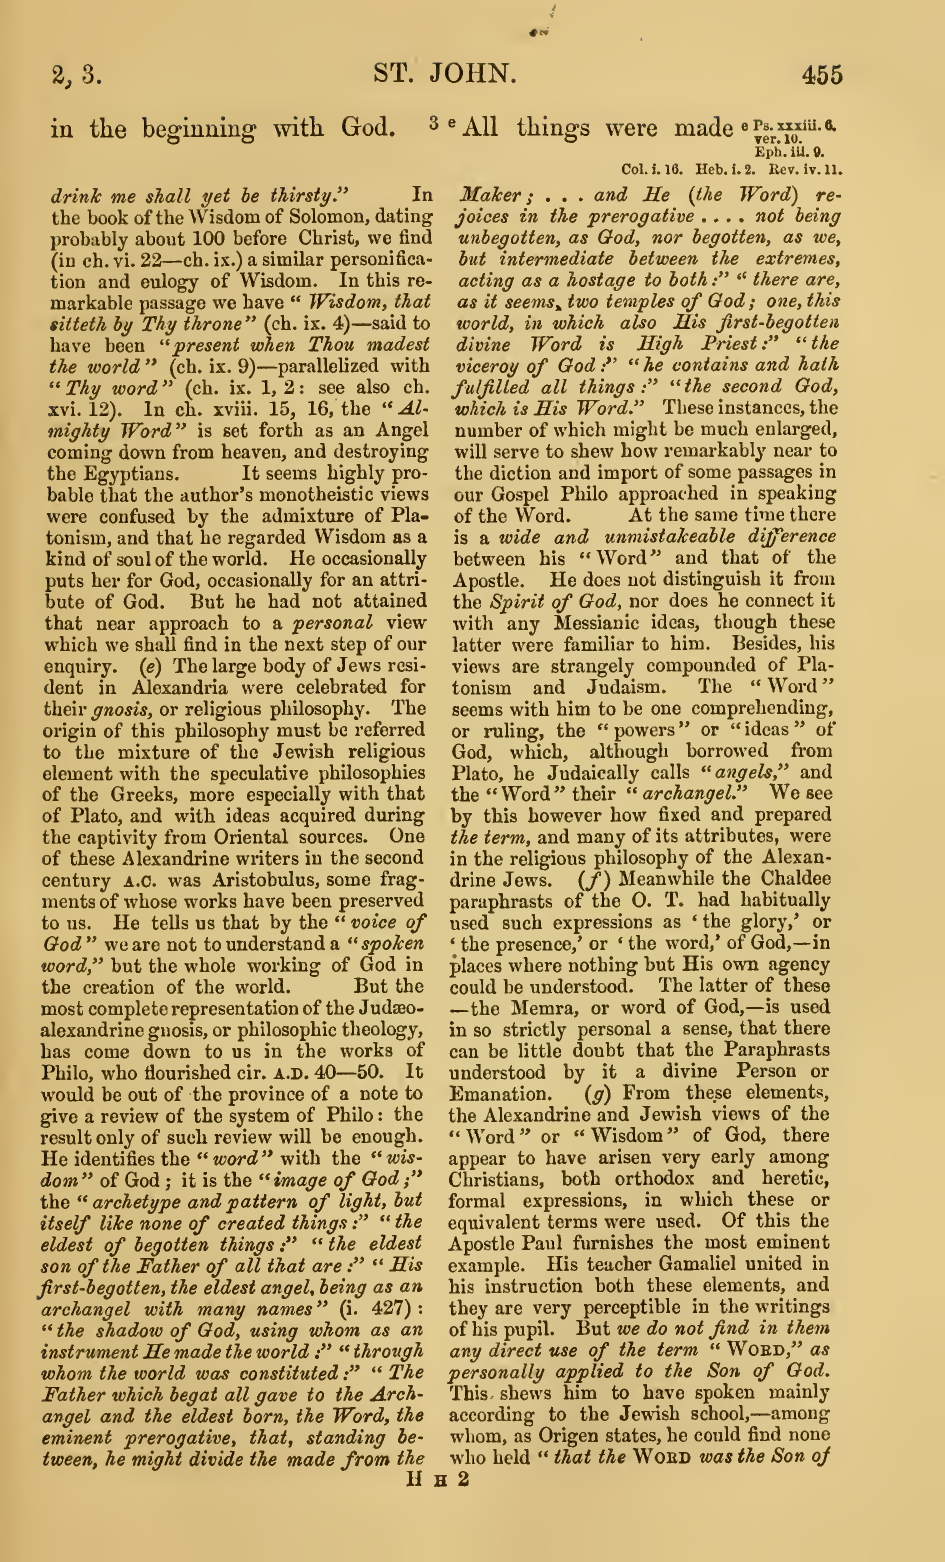 2, 3.
ST. JOHN.
455
in the beginning with God. 3 e All things were made
e Ps. xxxiii. 6.
ver. 10.
Eph. iii. 9.
Col. i. 16. Heb. i. 2. Rev. iv. 11.
drink me shall yet be thirsty." In
the book of the Wisdom of Solomon, dating
probably about 100 before Christ, we find
(in ch. vi. 22—ch. ix.) a similar personifica-
tion and eulogy of Wisdom. In this re-
markable passage we have " Wisdom, that
sitteth by Thy throne" (ch. ix. 4)—said to
have been "present when Thou madest
the world" (ch. ix. 9)—parallelized with
"Thy word" (ch. ix. 1, 2: see also ch.
xvi. 12). In ch. xviii. 15, 16, the "Al-
mighty Word" is set forth as an Angel
coming down from heaven, and destroying
the Egyptians. It seems highly pro-
bable that the author's monotheistic views
were confused by the admixture of Pla-
tonism, and that he regarded Wisdom as a
kind of soul of the world. He occasionally
puts her for God, occasionally for an attri-
bute of God. But he had not attained
that near approach to a personal view
which we shall find in the next step of our
enquiry. (e) The large body of Jews resi-
dent in Alexandria were celebrated for
their gnosis, or religious philosophy. The
origin of this philosophy must be referred
to the mixture of the Jewish religious
element with the speculative philosophies
of the Greeks, more especially with that
of Plato, and with ideas acquired during
the captivity from Oriental sources. One
of these Alexandrine writers in the second
century A.C. was Aristobulus, some frag-
ments of whose works have been preserved
to us. He tells us that by the "voice of
God" we are not to understand a "spoken
word," but the whole working of God in
the creation of the world. But the
most complete representation of the Judæo-
alexandrine gnosis, or philosophic theology,
has come down to us in the works of
Philo, who flourished cir. A.D. 40—50. It
would be out of the province of a note to
give a review of the system of Philo: the
result only of such review will be enough.
He identifies the "word" with the "wis-
dom" of God; it is the "image of God;"
the "archetype and pattern of light, but
itself like none of created things:" "the
eldest of begotten things:" "the eldest
son of the Father of all that are:" "His
first-begotten, the eldest angel, being as an
archangel with many names" (i. 427):
"the shadow of God, using whom as an
instrument He made the world:" "through
whom the world was constituted:" "The
Father which begat all gave to the Arch-
angel and the eldest born, the Word, the
eminent prerogative, that, standing be-
tween, he might divide the made from the
Maker; . . . and He (the Word) re-
joices in the prerogative . . . . not being
unbegotten, as God, nor begotten, as we,
but intermediate between the extremes,
acting as a hostage to both:" "there are,
as it seems, two temples of God; one, this
world, in which also His first-begotten
divine Word is High Priest:" "the
viceroy of God:" "he contains and hath
fulfilled all things:" "the second God,
which is His Word." These instances, the
number of which might be much enlarged,
will serve to shew how remarkably near to
the diction and import of some passages in
our Gospel Philo approached in speaking
of the Word. At the same time there
is a wide and unmistakeable difference
between his "Word" and that of the
Apostle. He does not distinguish it from
the Spirit of God, nor does he connect it
with any Messianic ideas, though these
latter were familiar to him. Besides, his
views are strangely compounded of Pla-
tonism and Judaism. The "Word"
seems with him to be one comprehending,
or ruling, the "powers" or "ideas" of
God, which, although borrowed from
Plato, he Judaically calls "angels," and
the "Word" their "archangel." We see
by this however how fixed and prepared
the term, and many of its attributes, were
in the religious philosophy of the Alexan-
drine Jews. (f) Meanwhile the Chaldee
paraphrasts of the O. T. had habitually
used such expressions as 'the glory,' or
'the presence,' or 'the word,' of God,—in
places where nothing but His own agency
could be understood. The latter of these
—the Memra, or word of God,—is used
in so strictly personal a sense, that there
can be little doubt that the Paraphrasts
understood by it a divine Person or
Emanation. (g) From these elements,
the Alexandrine and Jewish views of the
"Word" or "Wisdom" of God, there
appear to have arisen very early among
Christians, both orthodox and heretic,
formal expressions, in which these or
equivalent terms were used. Of this the
Apostle Paul furnishes the most eminent
example. His teacher Gamaliel united in
his instruction both these elements, and
they are very perceptible in the writings
of his pupil. But we do not find in them
any direct use of the term "WORD," as
personally applied to the Son of God.
This shews him to have spoken mainly
according to the Jewish school,—among
whom, as Origen states, he could find none
who held "that the WORD was the Son of
H H 2